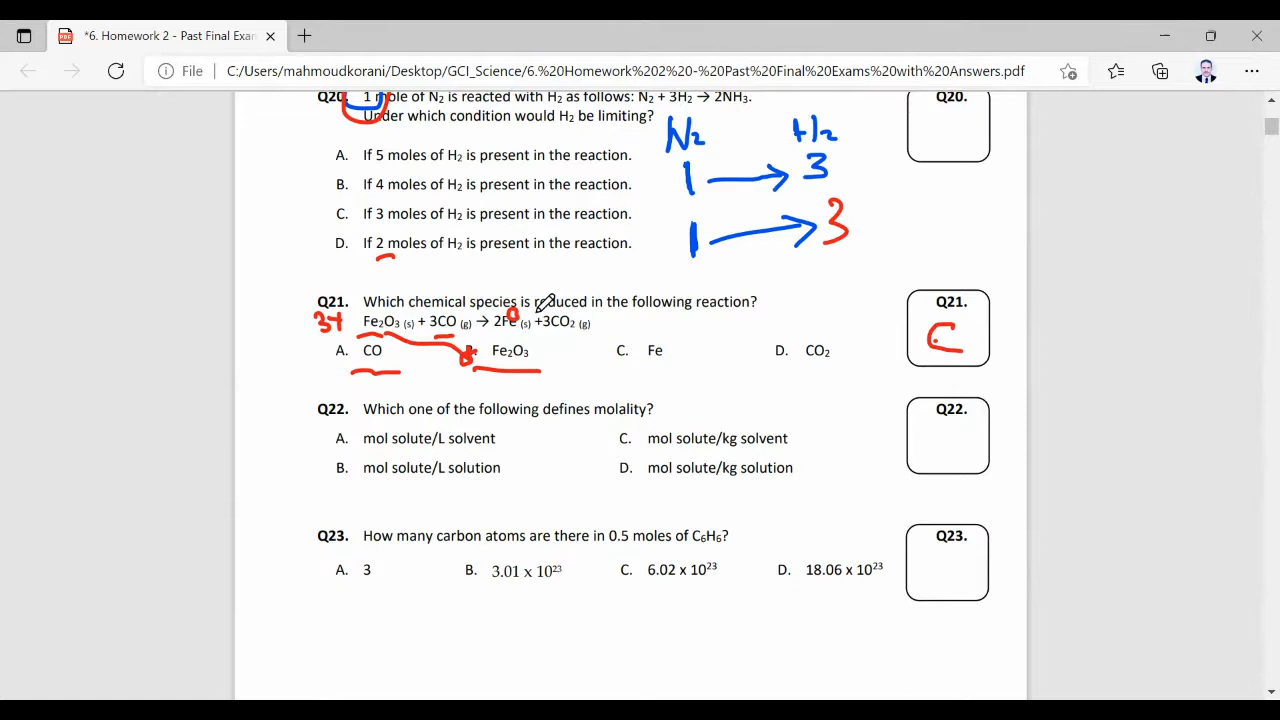 *6. Homework 2 - Past Final Exan
File C:/Users/mahmoudkorani/Desktop/GCI_Science/6.%20Homework%202%20-%20Past%20Final%20Exams%20with%20Answers.pdf
Q20. 1 mole of N₂ is reacted with H₂ as follows: N₂ + 3H₂ → 2NH₃. Q20.
Under which condition would H₂ be limiting?
N₂ H₂
A. If 5 moles of H₂ is present in the reaction.
1 → 3
B. If 4 moles of H₂ is present in the reaction.
C. If 3 moles of H₂ is present in the reaction.
1 → 3
D. If 2 moles of H₂ is present in the reaction.
Q21. Which chemical species is reduced in the following reaction? Q21.
3+ Fe₂O₃ (s) + 3CO (g) → 2Fe (s) +3CO₂ (g) 0
C
A. CO B. Fe₂O₃ C. Fe D. CO₂
Q22. Which one of the following defines molality? Q22.
A. mol solute/L solvent C. mol solute/kg solvent
B. mol solute/L solution D. mol solute/kg solution
Q23. How many carbon atoms are there in 0.5 moles of C₆H₆? Q23.
A. 3 B. 3.01 x 10²³ C. 6.02 x 10²³ D. 18.06 x 10²³